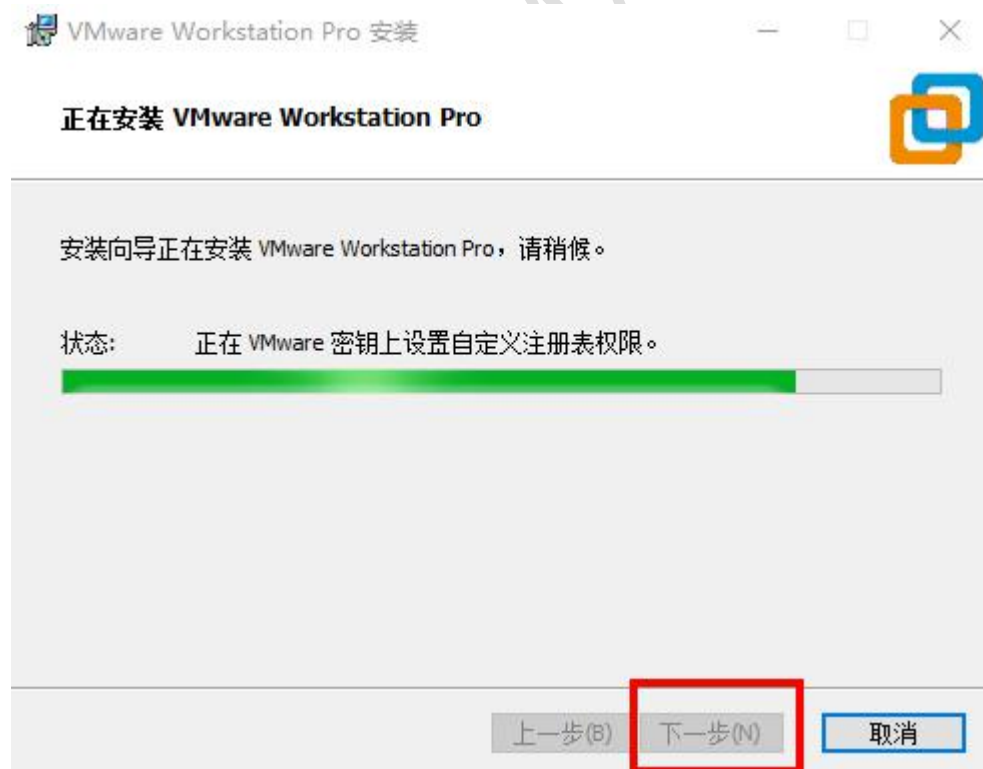 VMware Workstation Pro 安装
正在安装 VMware Workstation Pro
安装向导正在安装 VMware Workstation Pro，请稍候。
状态: 正在 VMware 密钥上设置自定义注册表权限。
上一步(B) 下一步(N) 取消